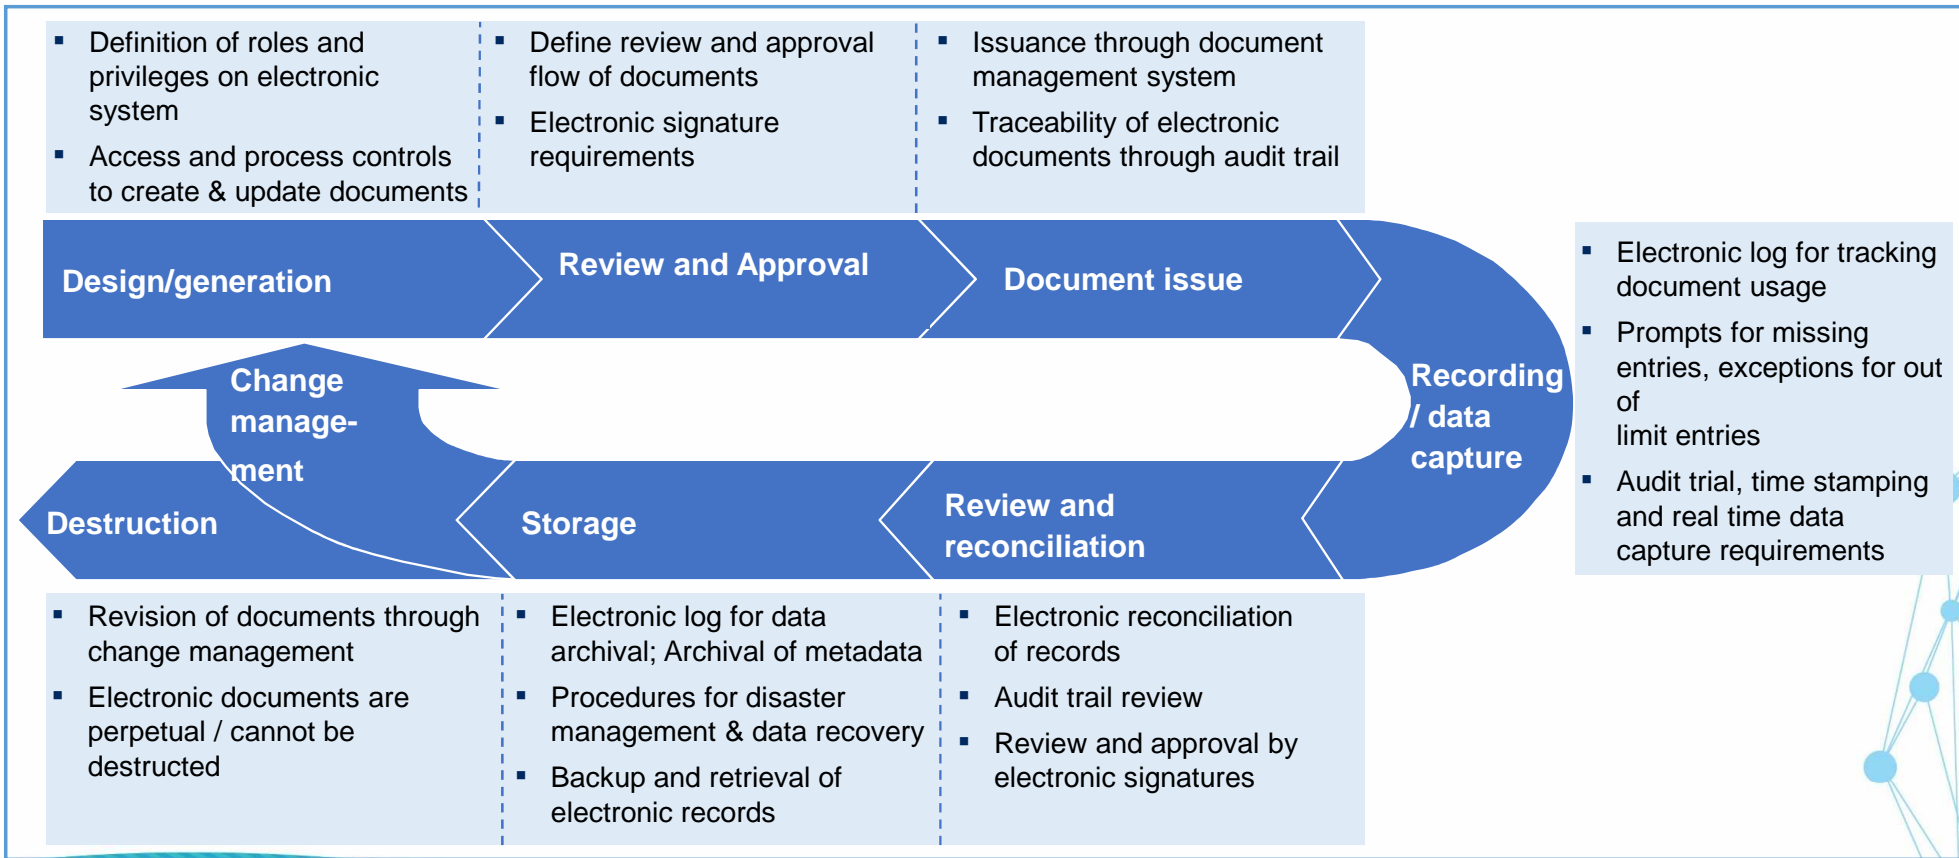 Definition of roles and
privileges on electronic
system
Access and process controls
to create & update documents
Define review and approval
flow of documents
Electronic signature
requirements
Issuance through document
management system
Traceability of electronic
documents through audit trail
Design/generation
Review and Approval
Document issue
Recording
/ data
capture
Electronic log for tracking
document usage
Prompts for missing
entries, exceptions for out
of
limit entries
Audit trial, time stamping
and real time data
capture requirements
Change
manage-
ment
Destruction
Storage
Review and
reconciliation
Revision of documents through
change management
Electronic documents are
perpetual / cannot be
destructed
Electronic log for data
archival; Archival of metadata
Procedures for disaster
management & data recovery
Backup and retrieval of
electronic records
Electronic reconciliation
of records
Audit trail review
Review and approval by
electronic signatures